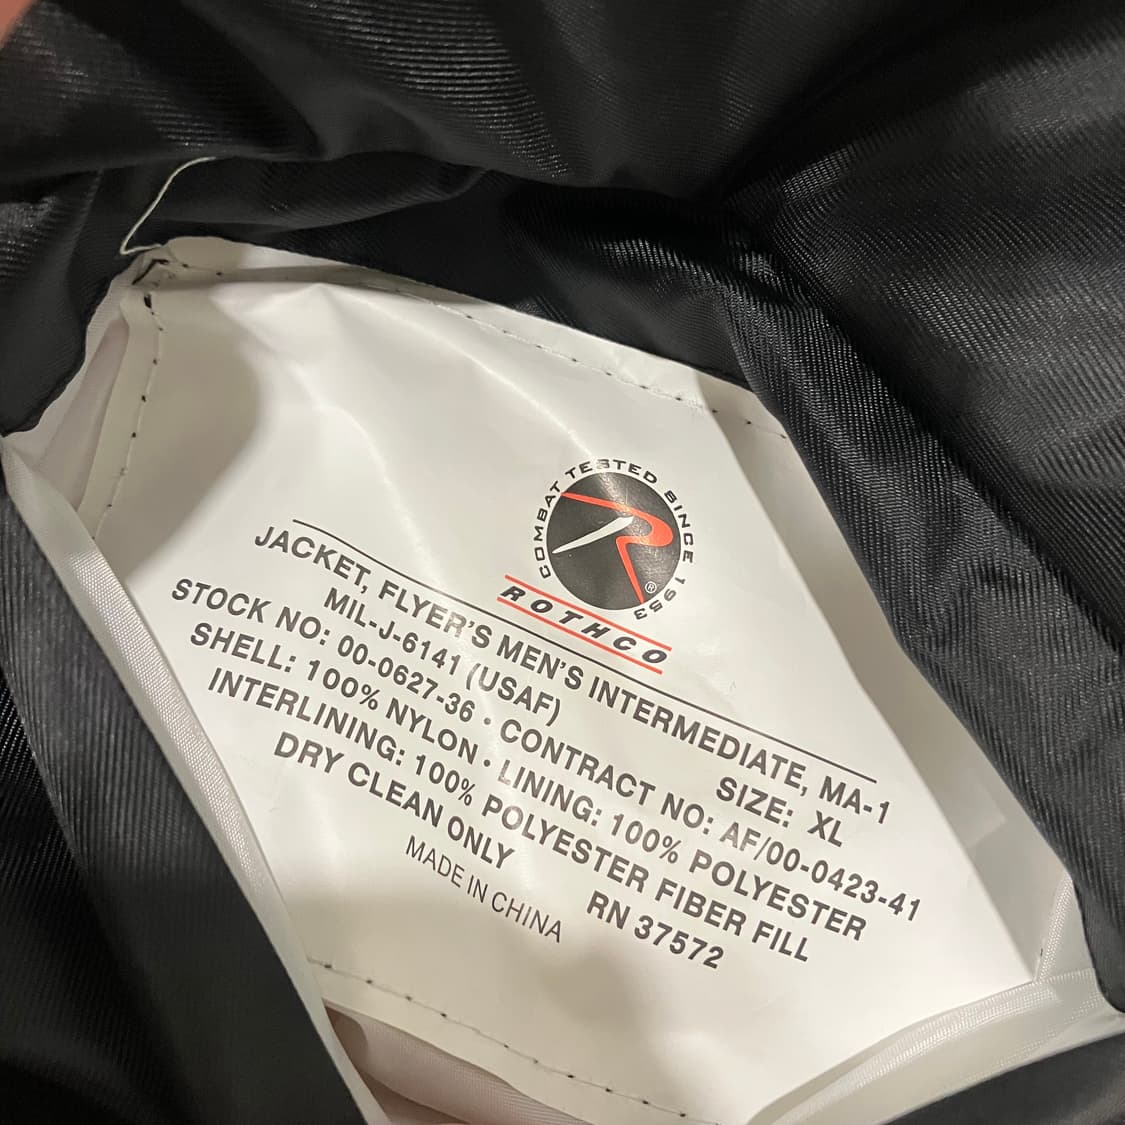 COMBAT TESTED SINCE 1953
®
ROTHCO
JACKET, FLYER'S MEN'S INTERMEDIATE, MA-1
MIL-J-6141 (USAF) SIZE: XL
STOCK NO: 00-0627-36 • CONTRACT NO: AF/00-0423-41
SHELL: 100% NYLON • LINING: 100% POLYESTER
INTERLINING: 100% POLYESTER FIBER FILL
DRY CLEAN ONLY RN 37572
MADE IN CHINA